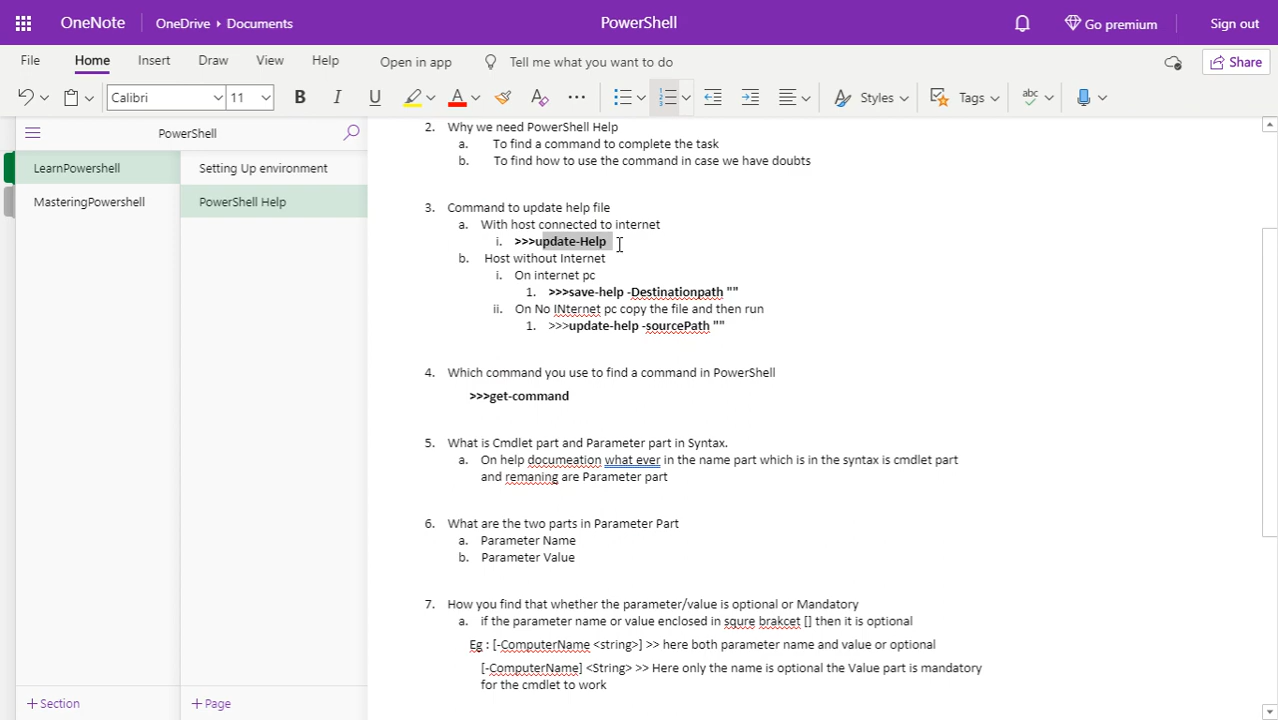 OneNote OneDrive › Documents PowerShell Go premium Sign out
File Home Insert Draw View Help Open in app Tell me what you want to do Share
Calibri 11 B I U A A Styles Tags abc
PowerShell
LearnPowershell
MasteringPowershell
Setting Up environment
PowerShell Help
2. Why we need PowerShell Help
a. To find a command to complete the task
b. To find how to use the command in case we have doubts
3. Command to update help file
a. With host connected to internet
i. >>>update-Help
b. Host without Internet
i. On internet pc
1. >>>save-help -Destinationpath ""
ii. On No INternet pc copy the file and then run
1. >>>update-help -sourcePath ""
4. Which command you use to find a command in PowerShell
>>>get-command
5. What is Cmdlet part and Parameter part in Syntax.
a. On help documeation what ever in the name part which is in the syntax is cmdlet part
and remaning are Parameter part
6. What are the two parts in Parameter Part
a. Parameter Name
b. Parameter Value
7. How you find that whether the parameter/value is optional or Mandatory
a. if the parameter name or value enclosed in squre brakcet [] then it is optional
Eg : [-ComputerName <string>] >> here both parameter name and value or optional
[-ComputerName] <String> >> Here only the name is optional the Value part is mandatory
for the cmdlet to work
+ Section
+ Page